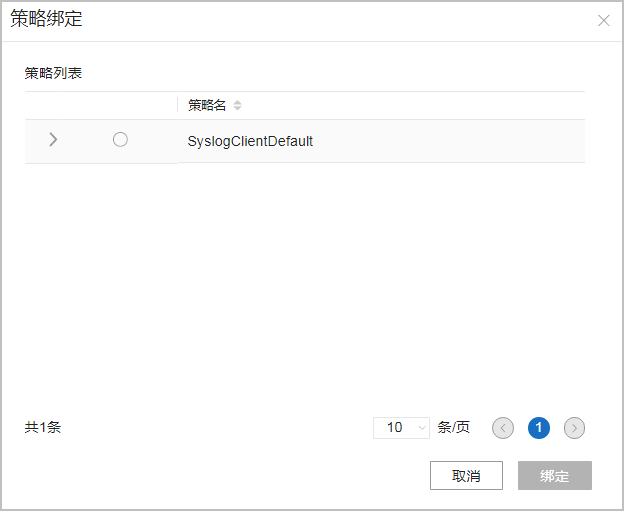 策略绑定
策略列表
策略名
SyslogClientDefault
共1条 10 条/页 1
取消 绑定